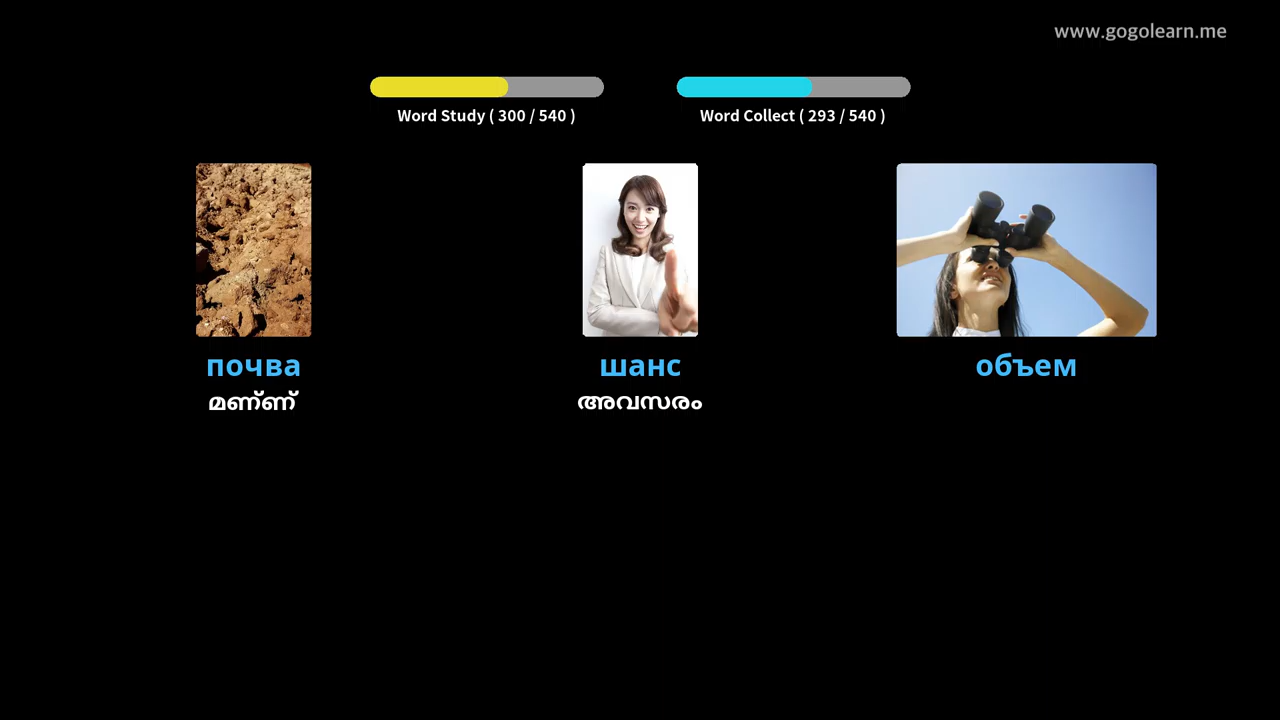 www.gogolearn.me
Word Study ( 300 / 540 )
Word Collect ( 293 / 540 )
почва
шанс
объем
മണ്ണ്
അവസരം